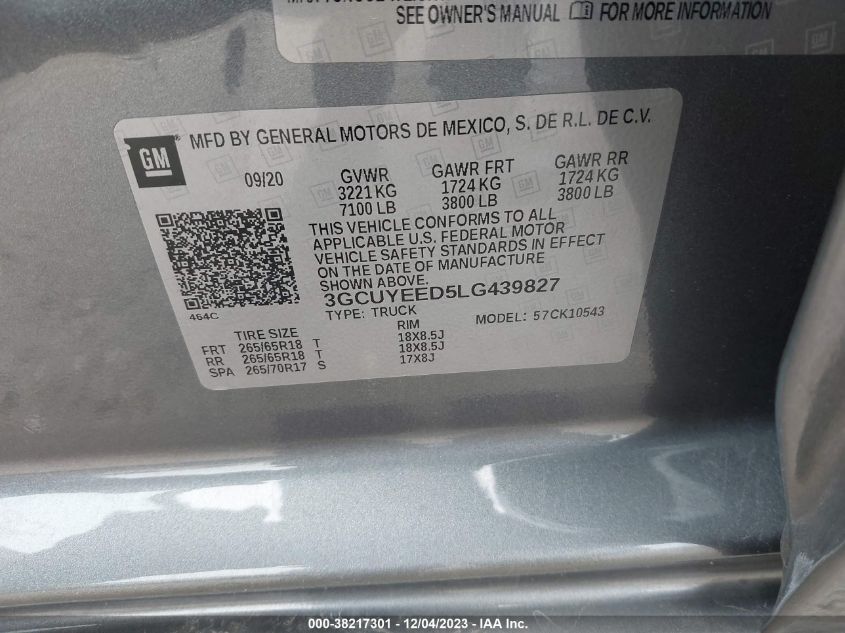 SEE OWNER'S MANUAL FOR MORE INFORMATION
GM
MFD BY GENERAL MOTORS DE MEXICO, S. DE R.L. DE C.V.
09/20 GVWR GAWR FRT GAWR RR
3221 KG 1724 KG 1724 KG
7100 LB 3800 LB 3800 LB
THIS VEHICLE CONFORMS TO ALL
APPLICABLE U.S. FEDERAL MOTOR
VEHICLE SAFETY STANDARDS IN EFFECT
ON THE DATE OF MANUFACTURE
SHOWN ABOVE.
464C
3GCUYEED5LG439827
TYPE: TRUCK MODEL: 57CK10543
TIRE SIZE RIM
FRT 265/65R18 T 18X8.5J
RR 265/65R18 T 18X8.5J
SPA 265/70R17 S 17X8J
000-38217301 - 12/04/2023 - IAA Inc.